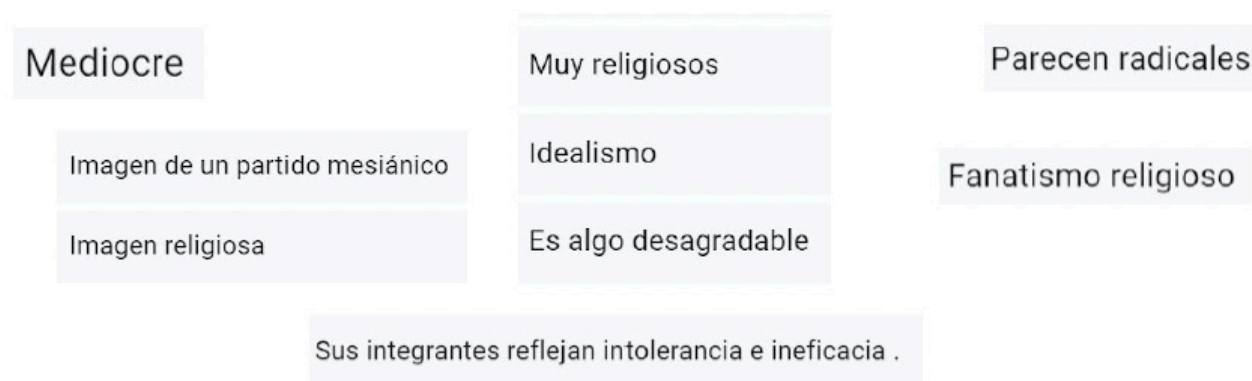 Mediocre
Imagen de un partido mesiánico
Imagen religiosa
Muy religiosos
Idealismo
Es algo desagradable
Parecen radicales
Fanatismo religioso
Sus integrantes reflejan intolerancia e ineficacia .